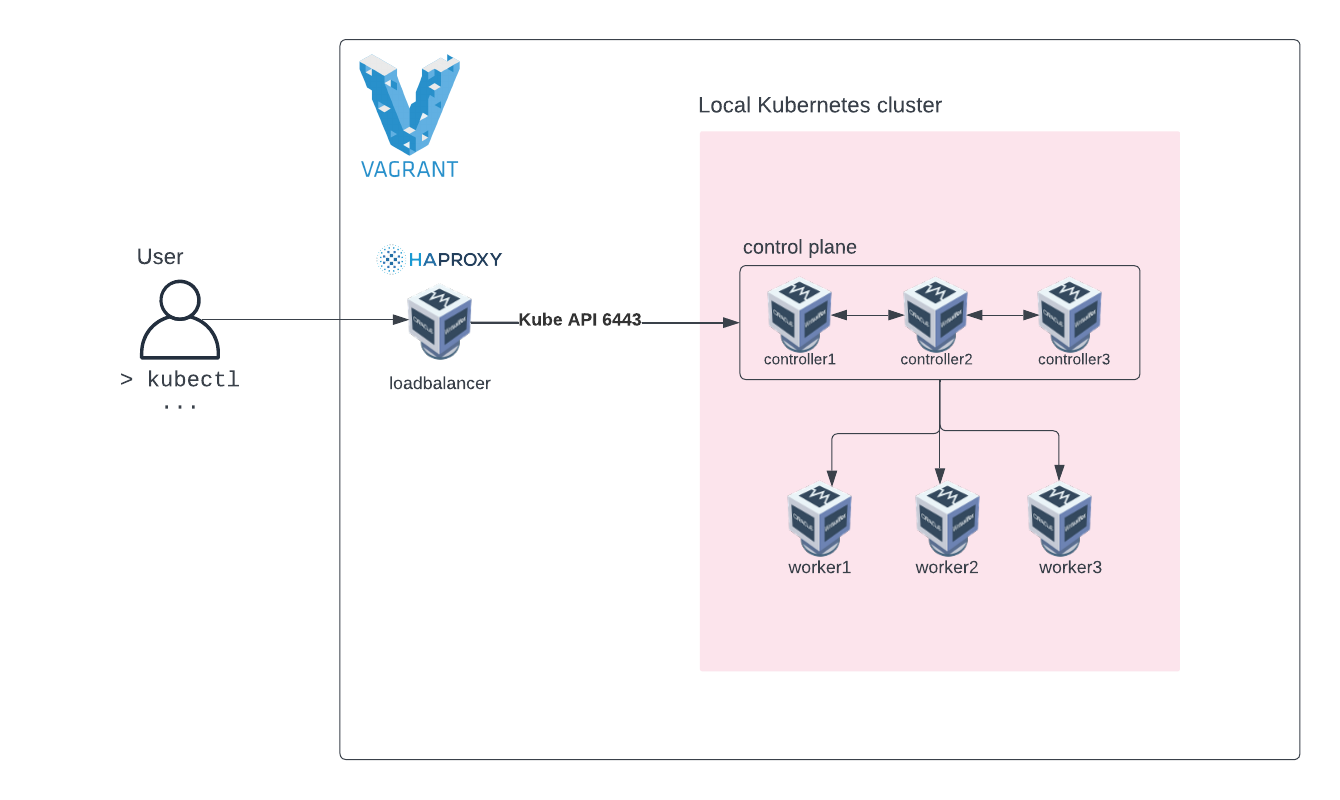 VAGRANT
Local Kubernetes cluster
User
HAPROXY
control plane
Kube API 6443
controller1
controller2
controller3
> kubectl
...
loadbalancer
worker1
worker2
worker3